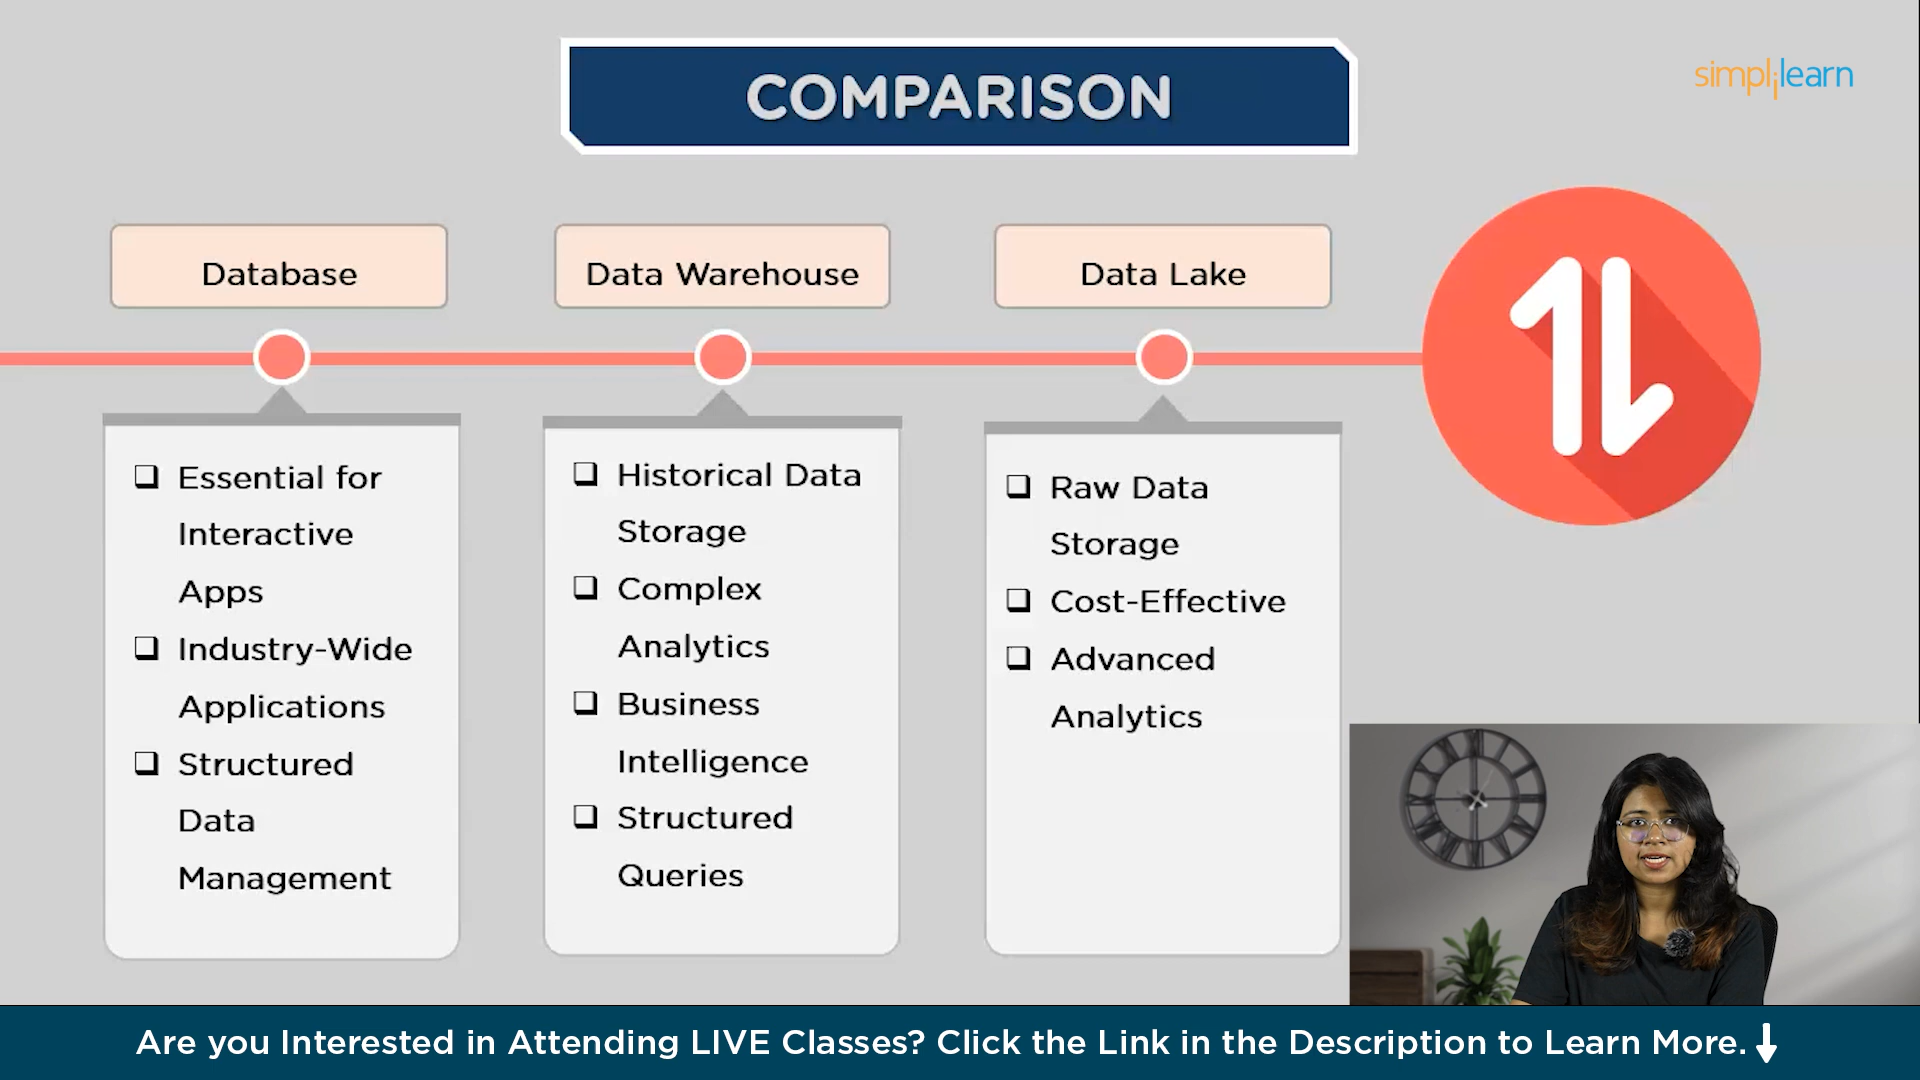 COMPARISON
simplilearn
Database
Data Warehouse
Data Lake
❑ Essential for
Interactive
Apps
❑ Industry-Wide
Applications
❑ Structured
Data
Management
❑ Historical Data
Storage
❑ Complex
Analytics
❑ Business
Intelligence
❑ Structured
Queries
❑ Raw Data
Storage
❑ Cost-Effective
❑ Advanced
Analytics
Are you Interested in Attending LIVE Classes? Click the Link in the Description to Learn More.